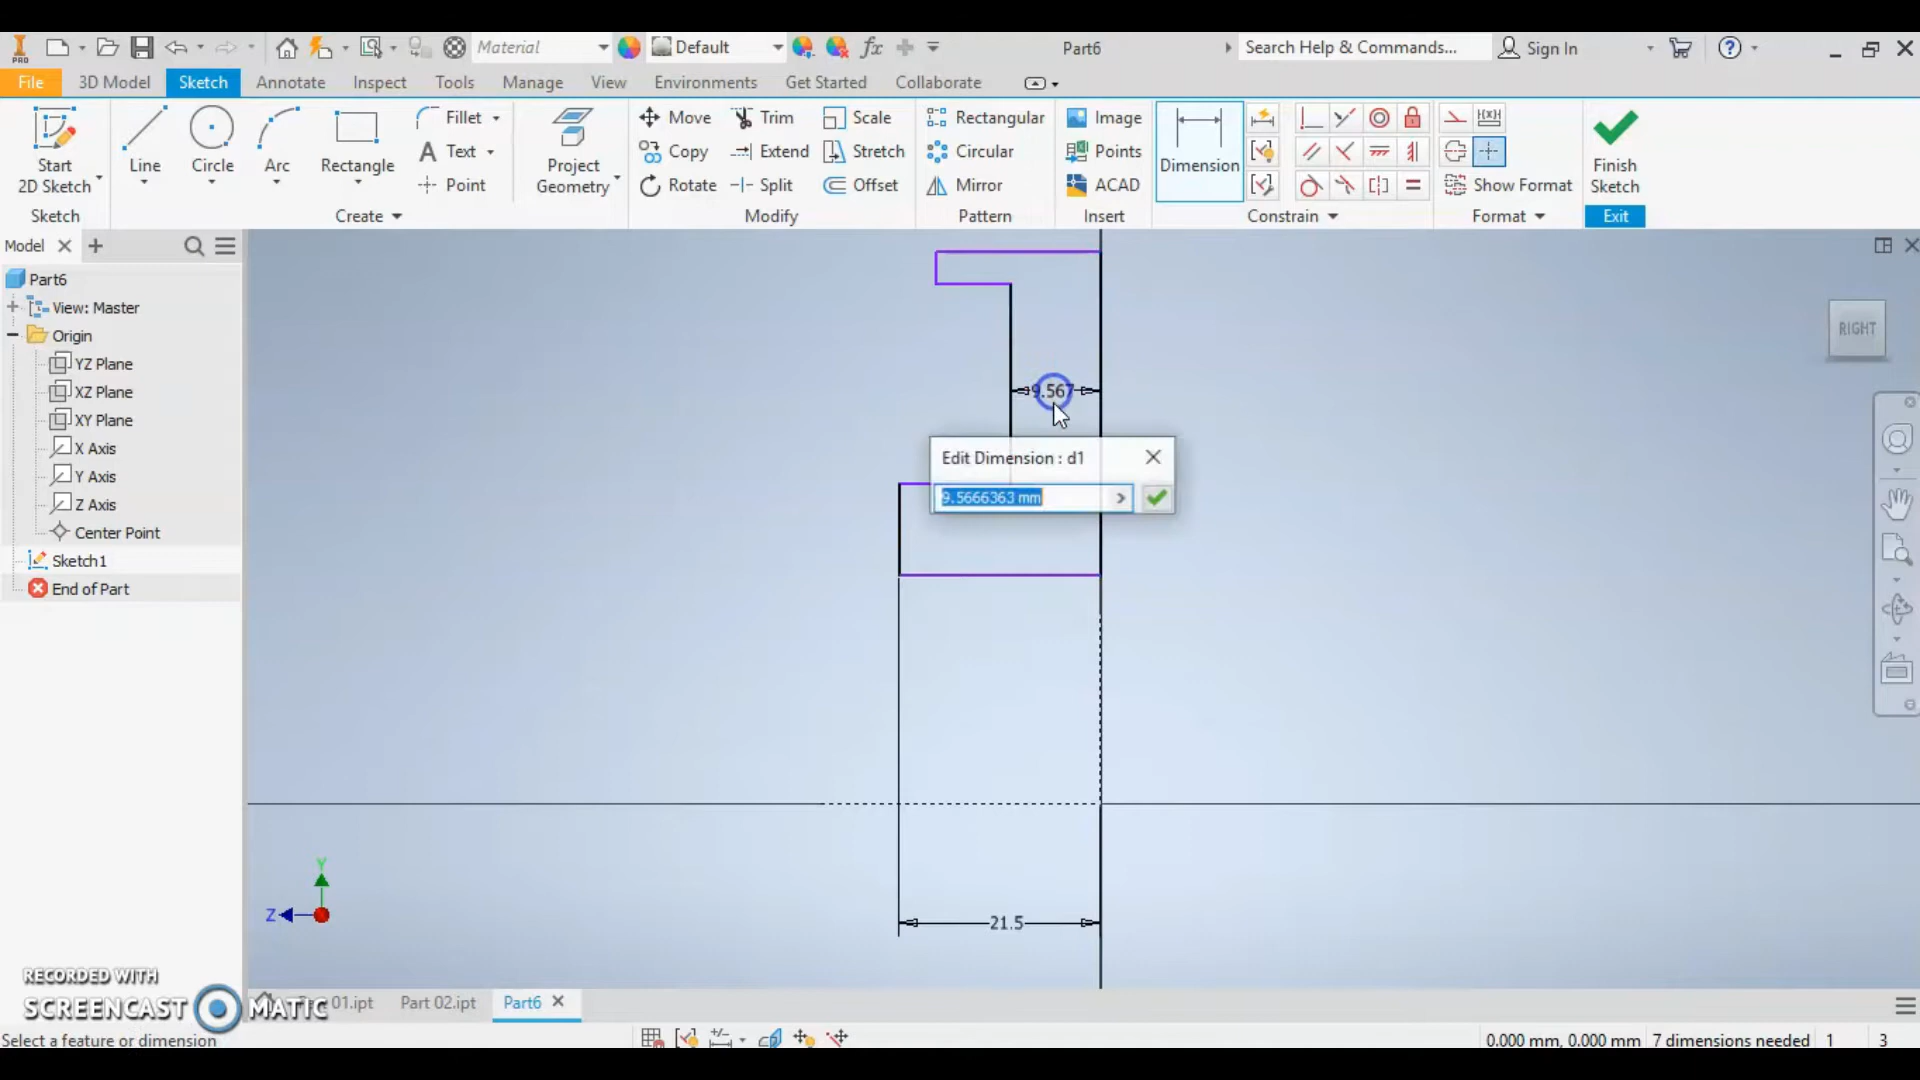 Material
Default
Part6
Search Help & Commands...
Sign In
PRO
File
3D Model
Sketch
Annotate
Inspect
Tools
Manage
View
Environments
Get Started
Collaborate
Start
2D Sketch
Line
Circle
Arc
Rectangle
Fillet
Text
Point
Project
Geometry
Move
Copy
Rotate
Trim
Extend
Split
Scale
Stretch
Offset
Rectangular
Circular
Mirror
Image
Points
ACAD
Dimension
Show Format
Finish
Sketch
Sketch
Create
Modify
Pattern
Insert
Constrain
Format
Exit
Model
Part6
View: Master
Origin
YZ Plane
XZ Plane
XY Plane
X Axis
Y Axis
Z Axis
Center Point
Sketch1
End of Part
RIGHT
9.567
Edit Dimension : d1
9.5666363 mm
21.5
Y
Z
RECORDED WITH
SCREENCAST MATIC
01.ipt
Part 02.ipt
Part6
Select a feature or dimension
0.000 mm, 0.000 mm
7 dimensions needed
1
3